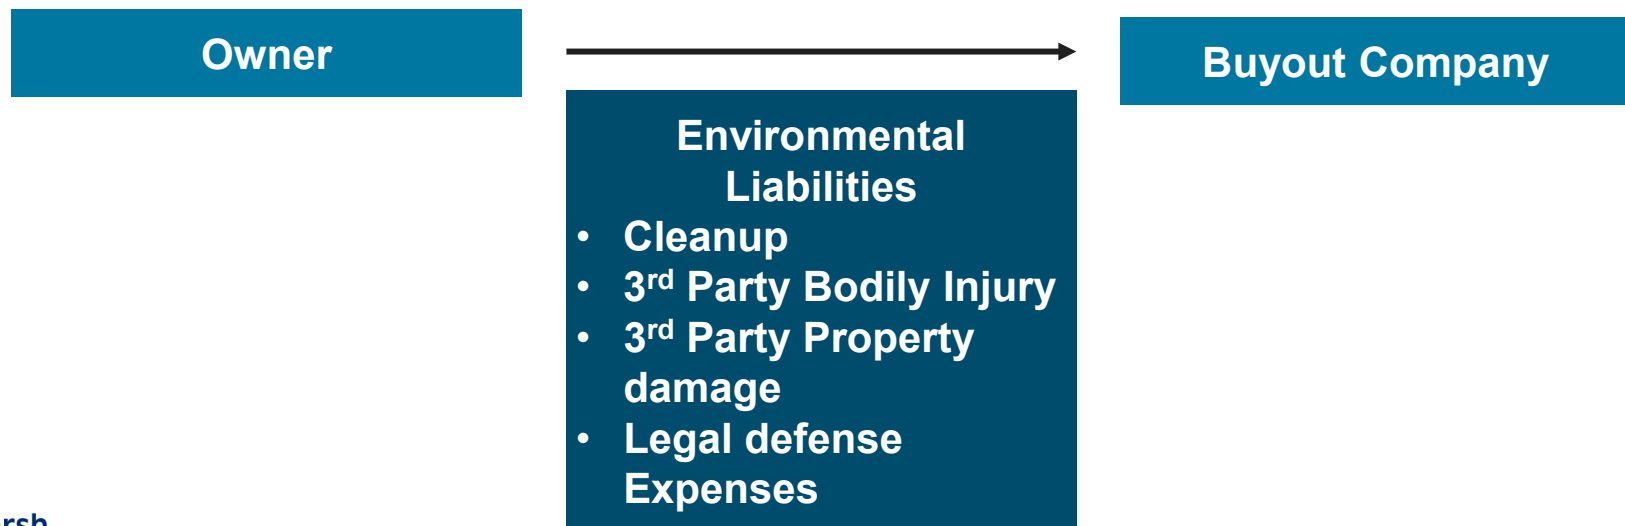 Owner
Buyout Company
Environmental
Liabilities
• Cleanup
• 3rd Party Bodily Injury
• 3rd Party Property
damage
• Legal defense
Expenses